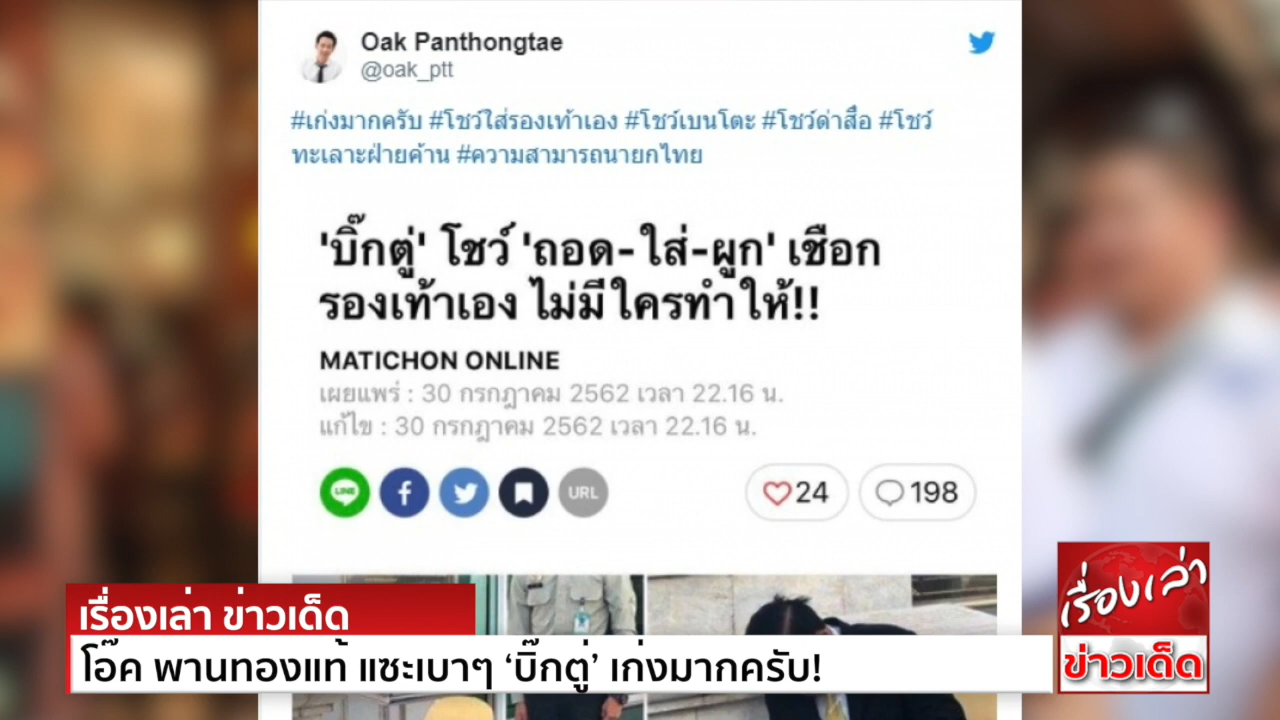 Oak Panthongtae
@oak_ptt
#เก่งมากครับ #โชว์ใส่รองเท้าเอง #โชว์เบนโตะ #โชว์ด่าสื่อ #โชว์
ทะเลาะฝ่ายค้าน #ความสามารถนายกไทย
'บิ๊กตู่' โชว์ 'ถอด-ใส่-ผูก' เชือก
รองเท้าเอง ไม่มีใครทำให้!!
MATICHON ONLINE
เผยแพร่ : 30 กรกฎาคม 2562 เวลา 22.16 น.
แก้ไข : 30 กรกฎาคม 2562 เวลา 22.16 น.
LINE
URL
24
198
เรื่องเล่า ข่าวเด็ด
โอ๊ค พานทองแท้ แซะเบาๆ ‘บิ๊กตู่’ เก่งมากครับ!
เรื่องเล่า
ข่าวเด็ด